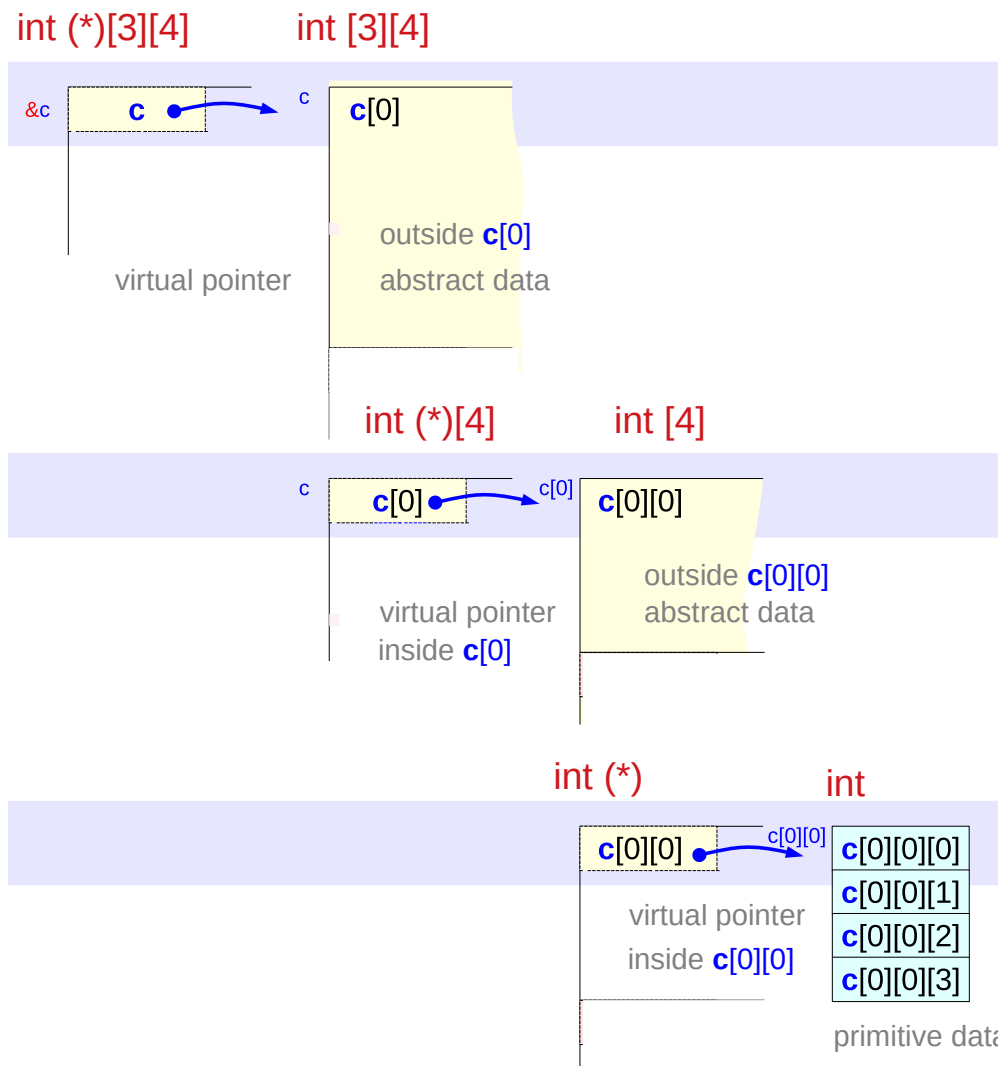 int (*)[3][4] int [3][4]
&c c c c[0]
outside c[0]
virtual pointer abstract data
int (*)[4] int [4]
c c[0] c[0] c[0][0]
outside c[0][0]
virtual pointer abstract data
inside c[0]
int (*) int
c[0][0] c[0][0] c[0][0][0]
c[0][0][1]
virtual pointer
c[0][0][2]
inside c[0][0]
c[0][0][3]
primitive data